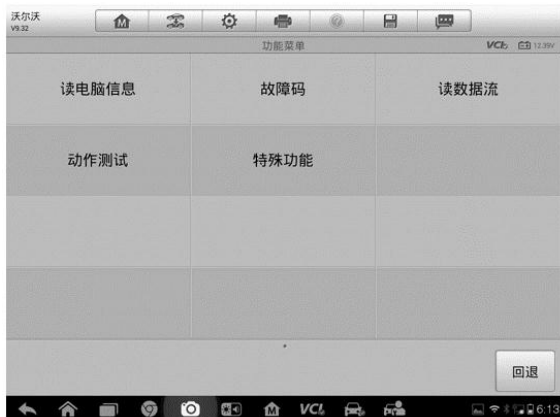 沃尔沃
V9.32
功能菜单
VCI
12.39V
读电脑信息
故障码
读数据流
动作测试
特殊功能
回退
VCI
6:18